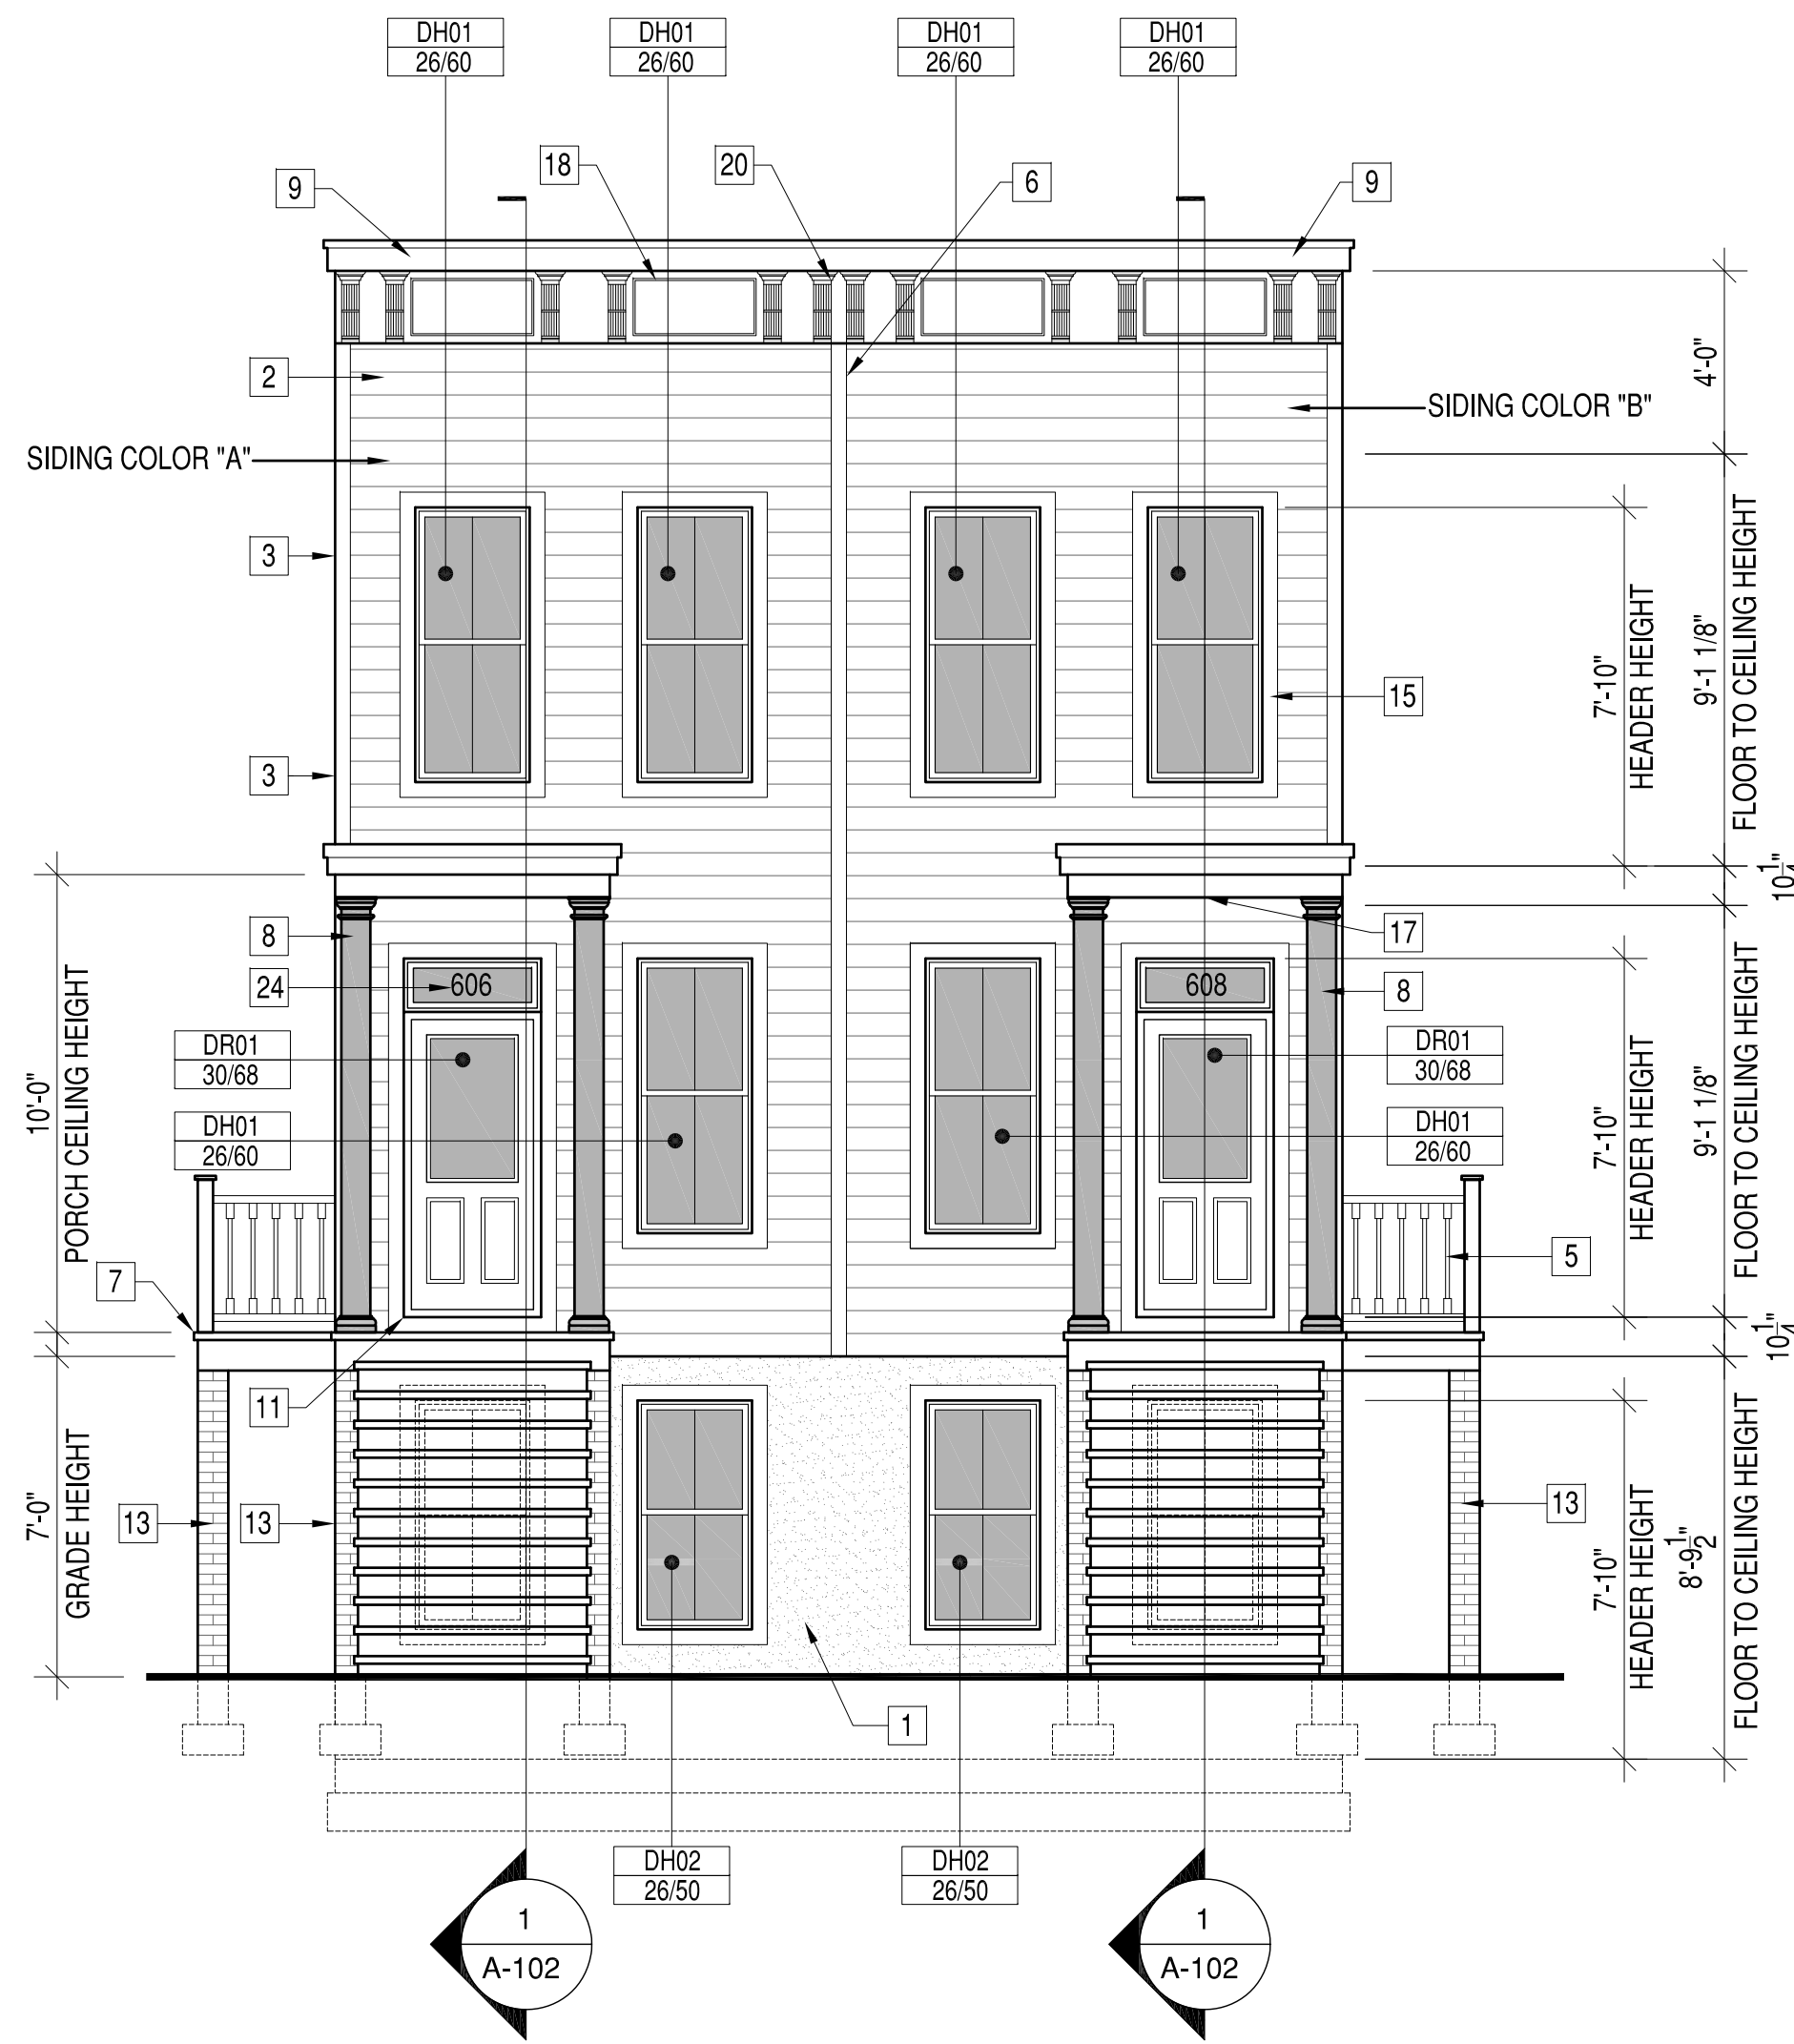 DH01
26/60
DH01
26/60
DH01
26/60
DH01
26/60
18
20
6
9
9
2
SIDING COLOR "B"
4'-0"
SIDING COLOR "A"
3
3
15
7'-10"
HEADER HEIGHT
9'-1 1/8"
FLOOR TO CEILING HEIGHT
10 1/4"
8
24
606
608
17
8
DR01
30/68
DR01
30/68
DH01
26/60
DH01
26/60
10'-0"
PORCH CEILING HEIGHT
7
5
7'-10"
HEADER HEIGHT
9'-1 1/8"
FLOOR TO CEILING HEIGHT
10 1/4"
11
7'-0"
GRADE HEIGHT
13
13
13
1
7'-10"
HEADER HEIGHT
8'-9 1/2"
FLOOR TO CEILING HEIGHT
DH02
26/50
DH02
26/50
1
A-102
1
A-102